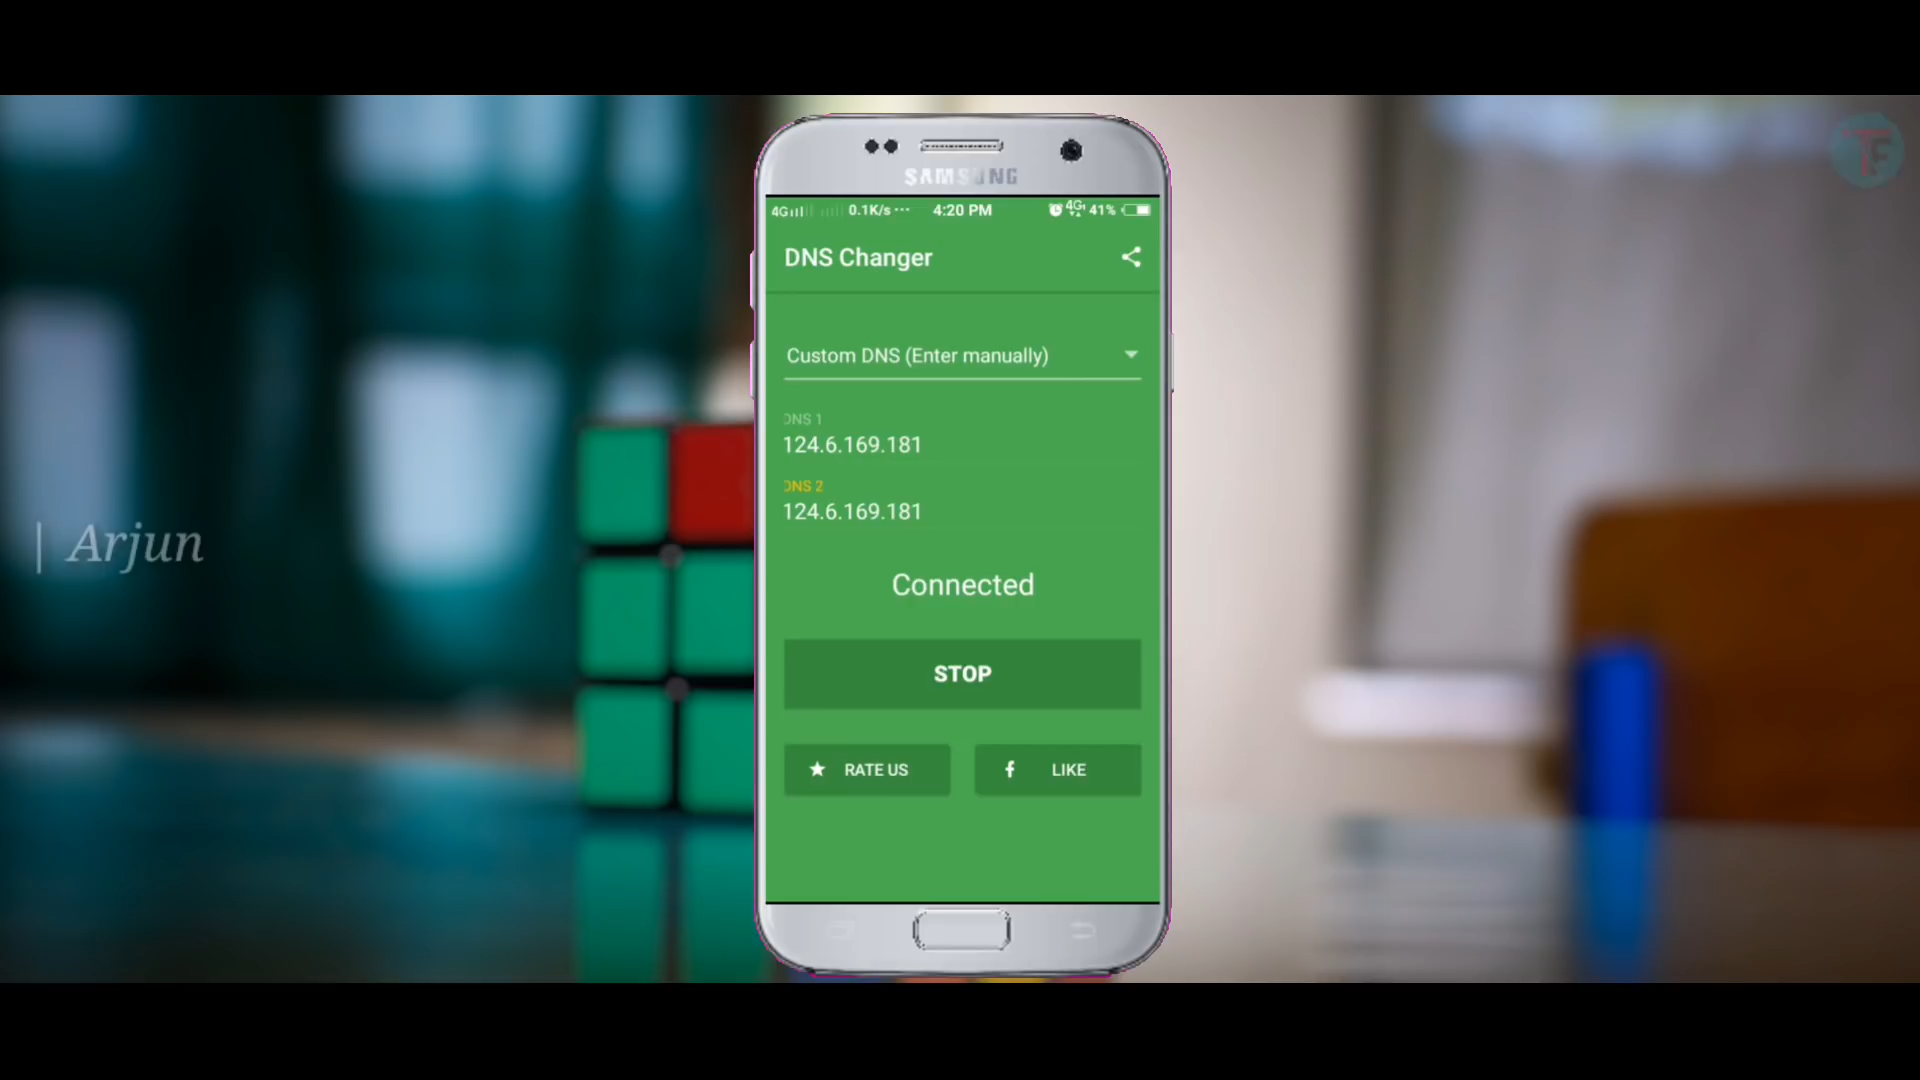 SAMSUNG
4G 0.1K/s ··· 4:20 PM 4G 41%
DNS Changer
Custom DNS (Enter manually)
DNS 1
124.6.169.181
DNS 2
124.6.169.181
Connected
STOP
RATE US
LIKE
| Arjun
TF